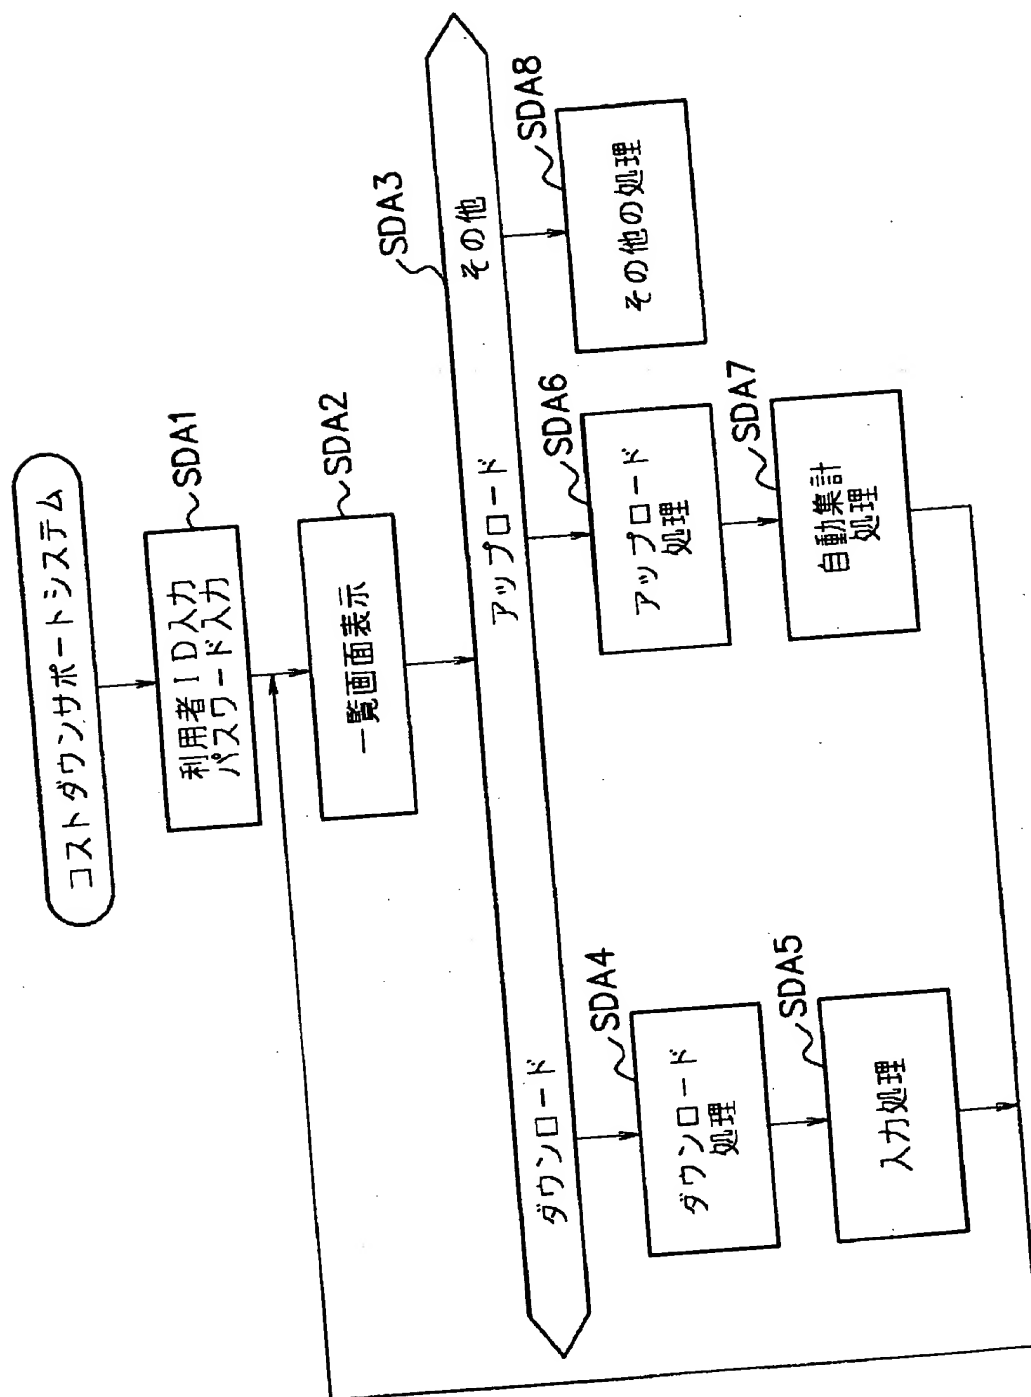 コストダウンサポートシステム
利用者ID入力
パスワード入力
SDA1
一覧画面表示
SDA2
SDA3
ダウンロード
アップロード
その他
ダウンロード
処理
SDA4
入力処理
SDA5
アップロード
処理
SDA6
自動集計
処理
SDA7
その他の処理
SDA8